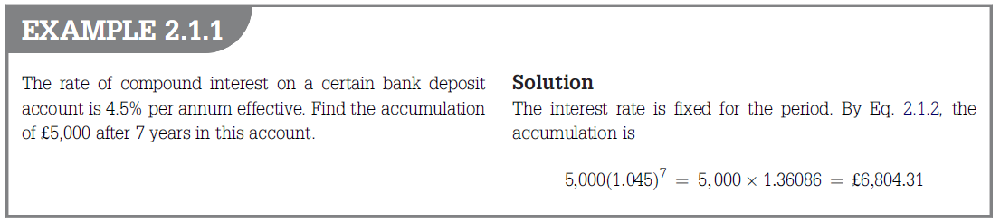 EXAMPLE 2.1.1
The rate of compound interest on a certain bank deposit
account is 4.5% per annum effective. Find the accumulation
of £5,000 after 7 years in this account.
Solution
The interest rate is fixed for the period. By Eq. 2.1.2, the
accumulation is
5,000(1.045)⁷ = 5,000 × 1.36086 = £6,804.31